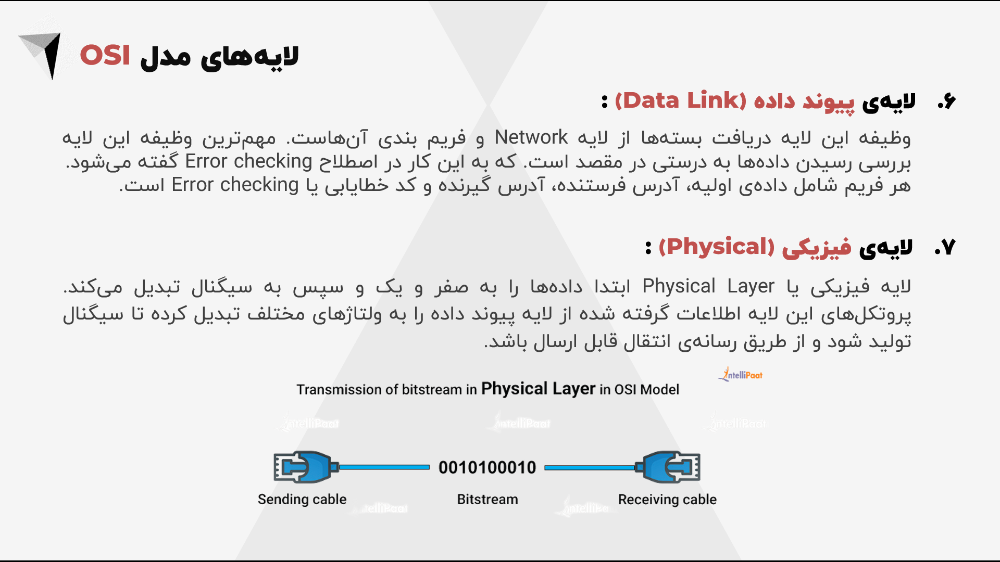 لایه‌های مدل OSI
۶. لایه‌ی پیوند داده (Data Link) :
وظیفه این لایه دریافت بسته‌ها از لایه Network و فریم بندی آن‌هاست. مهم‌ترین وظیفه این لایه
بررسی رسیدن داده‌ها به درستی در مقصد است. که به این کار در اصطلاح Error checking گفته می‌شود.
هر فریم شامل داده‌ی اولیه، آدرس فرستنده، آدرس گیرنده و کد خطایابی یا Error checking است.
۷. لایه‌ی فیزیکی (Physical) :
لایه فیزیکی یا Physical Layer ابتدا داده‌ها را به صفر و یک و سپس به سیگنال تبدیل می‌کند.
پروتکل‌های این لایه اطلاعات گرفته شده از لایه پیوند داده را به ولتاژهای مختلف تبدیل کرده تا سیگنال
تولید شود و از طریق رسانه‌ی انتقال قابل ارسال باشد.
IntelliPaat
Transmission of bitstream in Physical Layer in OSI Model
IntelliPaat IntelliPaat IntelliPaat
0010100010
Sending cable Bitstream Receiving cable
telliPaat IntelliPa